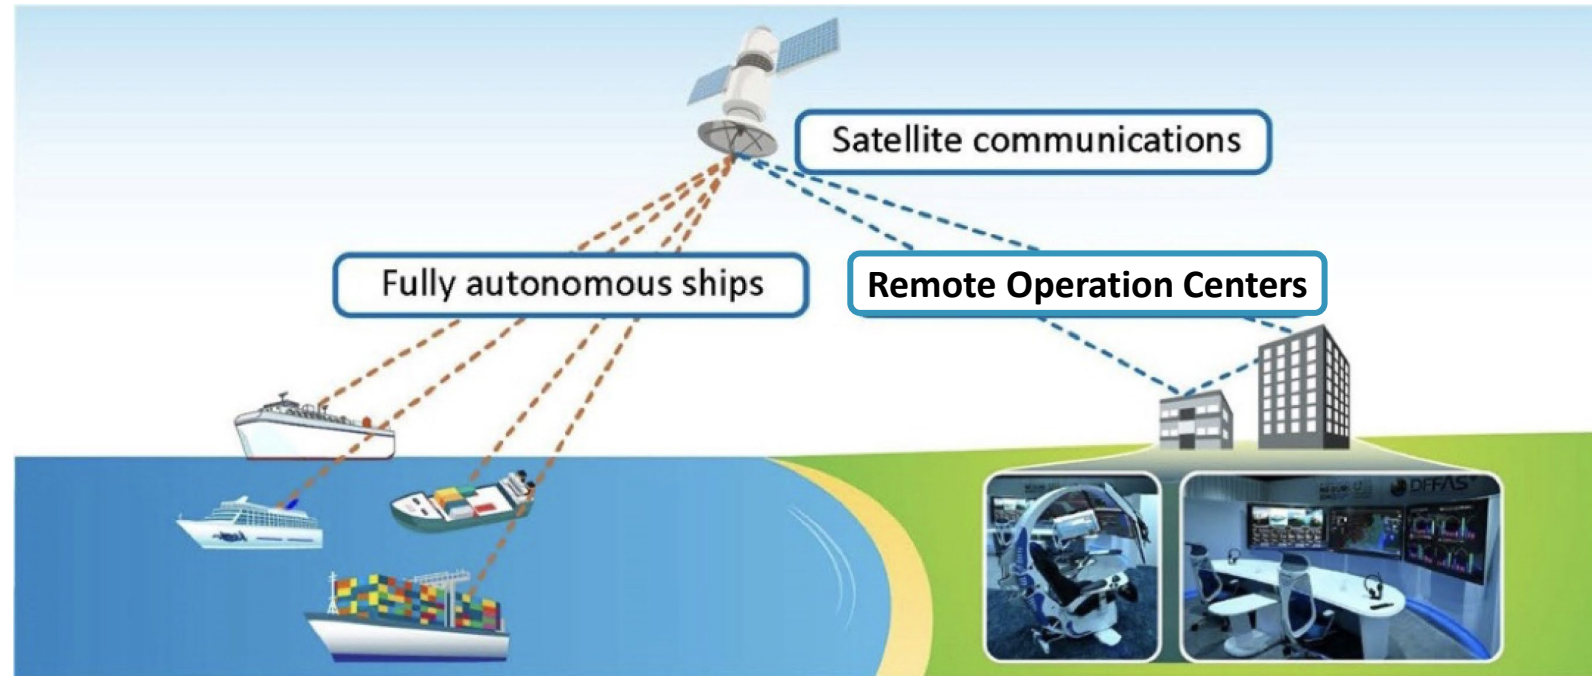 Satellite communications
Fully autonomous ships
Remote Operation Centers
DFFAS+